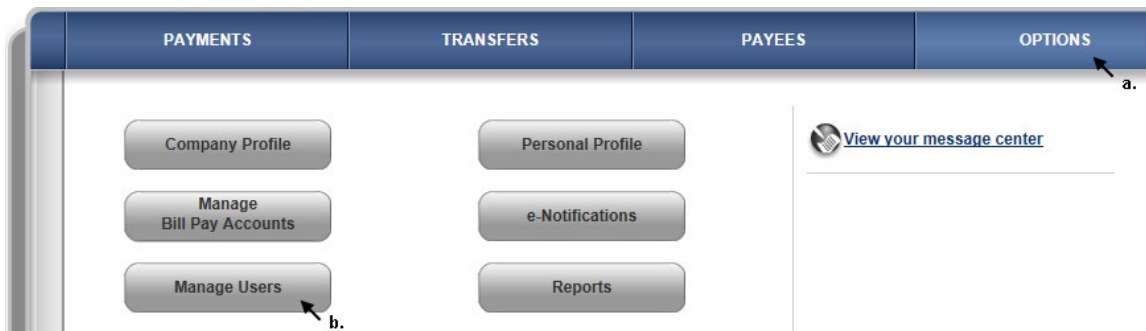 PAYMENTS TRANSFERS PAYEES OPTIONS
a.
Company Profile Personal Profile View your message center
Manage
Bill Pay Accounts e-Notifications
Manage Users Reports
b.